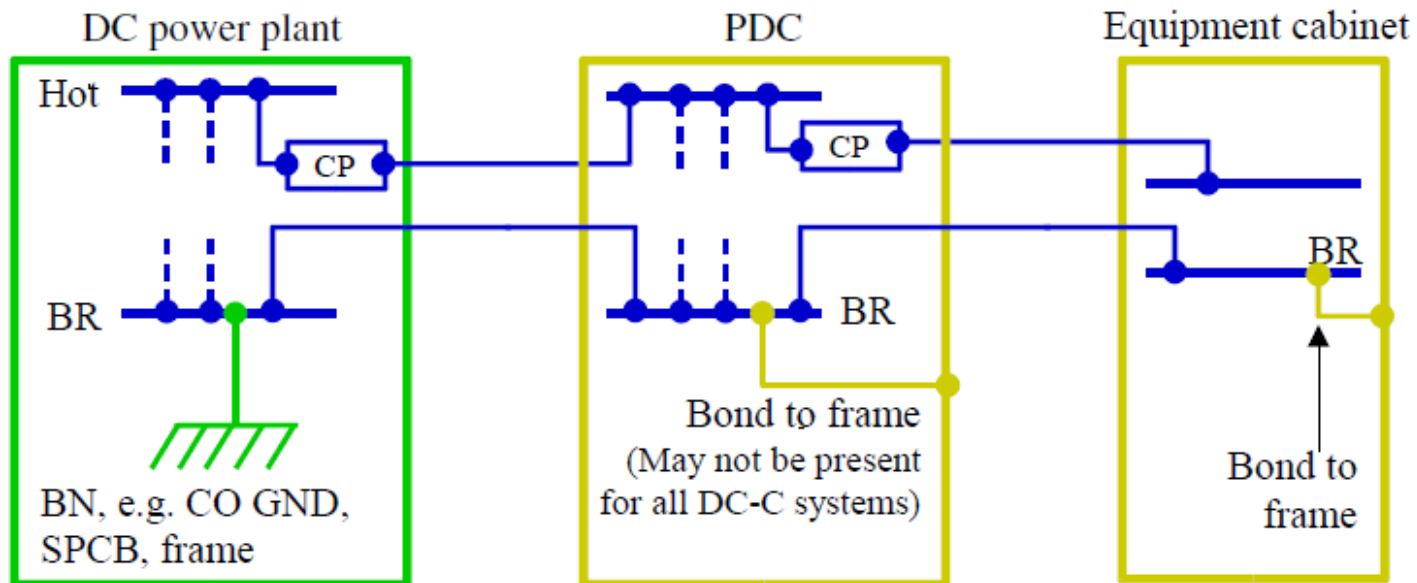 DC power plant
PDC
Equipment cabinet
Hot
CP
CP
BR
BR
BR
Bond to frame
(May not be present
for all DC-C systems)
Bond to
frame
BN, e.g. CO GND,
SPCB, frame